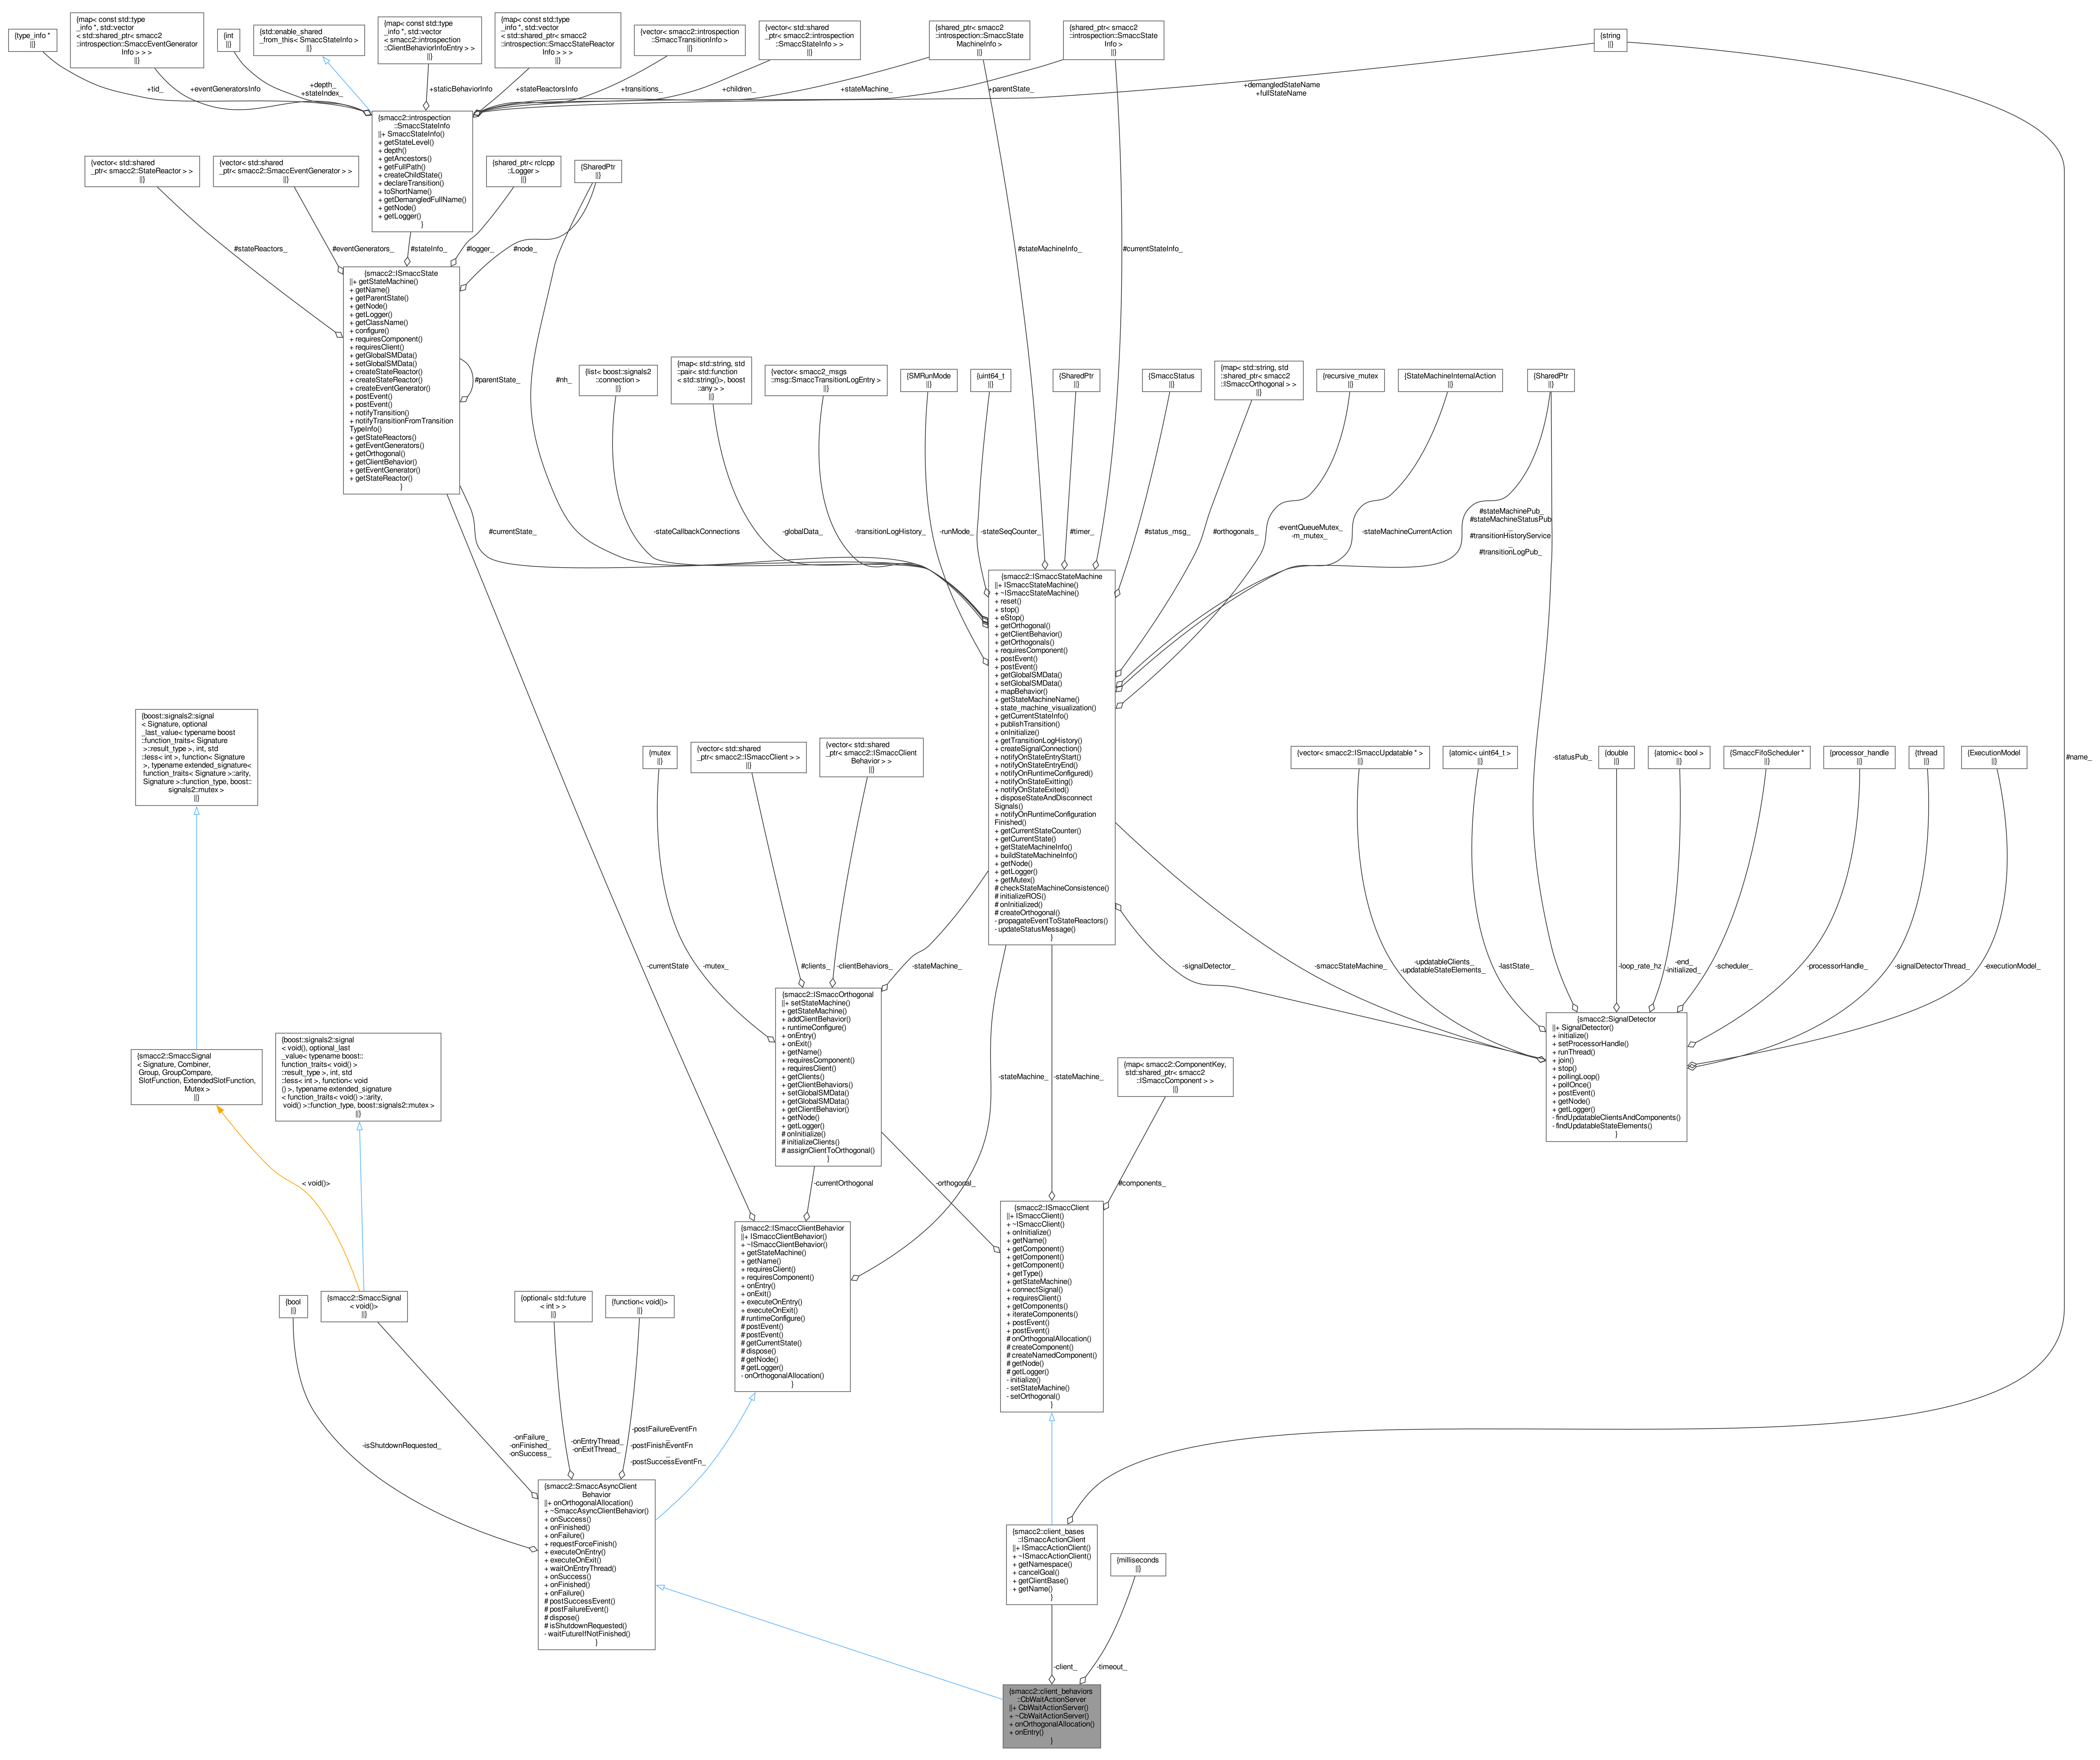 {type_info *
||}
{map< const std::type
_info *, std::vector
< std::shared_ptr< smacc2
::introspection::SmaccEventGenerator
Info > > >
||}
{int
||}
{std::enable_shared
_from_this< SmaccStateInfo >
||}
{map< const std::type
_info *, std::vector
< smacc2::introspection
::ClientBehaviorInfoEntry > >
||}
{map< const std::type
_info *, std::vector
< std::shared_ptr< smacc2
::introspection::SmaccStateReactor
Info > > >
||}
{vector< smacc2::introspection
::SmaccTransitionInfo >
||}
{vector< std::shared
_ptr< smacc2::introspection
::SmaccStateInfo > >
||}
{shared_ptr< smacc2
::introspection::SmaccState
MachineInfo >
||}
{shared_ptr< smacc2
::introspection::SmaccState
Info >
||}
{string
||}
+tid_
+eventGeneratorsInfo
+depth_
+stateIndex_
+staticBehaviorInfo
+stateReactorsInfo
+transitions_
+children_
+stateMachine_
+parentState_
+demangledStateName
+fullStateName
{smacc2::introspection
::SmaccStateInfo
||+ SmaccStateInfo()
+ getStateLevel()
+ depth()
+ getAncestors()
+ getFullPath()
+ createChildState()
+ declareTransition()
+ toShortName()
+ getDemangledFullName()
+ getNode()
+ getLogger()
}
{vector< std::shared
_ptr< smacc2::StateReactor > >
||}
{vector< std::shared
_ptr< smacc2::SmaccEventGenerator > >
||}
{shared_ptr< rclcpp
::Logger >
||}
{SharedPtr
||}
#stateReactors_
#eventGenerators_
#stateInfo_
#logger_
#node_
#stateMachineInfo_
#currentStateInfo_
{smacc2::ISmaccState
||+ getStateMachine()
+ getName()
+ getParentState()
+ getNode()
+ getLogger()
+ getClassName()
+ configure()
+ requiresComponent()
+ requiresClient()
+ getGlobalSMData()
+ setGlobalSMData()
+ createStateReactor()
+ createStateReactor()
+ createEventGenerator()
+ postEvent()
+ postEvent()
+ notifyTransition()
+ notifyTransitionFromTransition
TypeInfo()
+ getStateReactors()
+ getEventGenerators()
+ getOrthogonal()
+ getClientBehavior()
+ getEventGenerator()
+ getStateReactor()
}
#parentState_
#nh_
{list< boost::signals2
::connection >
||}
{map< std::string, std
::pair< std::function
< std::string()>, boost
::any > >
||}
{vector< smacc2_msgs
::msg::SmaccTransitionLogEntry >
||}
{SMRunMode
||}
{uint64_t
||}
{SharedPtr
||}
{SmaccStatus
||}
{map< std::string, std
::shared_ptr< smacc2
::ISmaccOrthogonal > >
||}
{recursive_mutex
||}
{StateMachineInternalAction
||}
{SharedPtr
||}
#currentState_
-stateCallbackConnections
-globalData_
-transitionLogHistory_
-runMode_
-stateSeqCounter_
#timer_
#status_msg_
#orthogonals_
-eventQueueMutex_
-m_mutex_
-stateMachineCurrentAction
#stateMachinePub_
#stateMachineStatusPub
_
#transitionHistoryService
_
#transitionLogPub_
{smacc2::ISmaccStateMachine
||+ ISmaccStateMachine()
+ ~ISmaccStateMachine()
+ reset()
+ stop()
+ eStop()
+ getOrthogonal()
+ getClientBehavior()
+ getOrthogonals()
+ requiresComponent()
+ postEvent()
+ postEvent()
+ getGlobalSMData()
+ setGlobalSMData()
+ mapBehavior()
+ getStateMachineName()
+ state_machine_visualization()
+ getCurrentStateInfo()
+ publishTransition()
+ onInitialize()
+ getTransitionLogHistory()
+ createSignalConnection()
+ notifyOnStateEntryStart()
+ notifyOnStateEntryEnd()
+ notifyOnRuntimeConfigured()
+ notifyOnStateExitting()
+ notifyOnStateExited()
+ disposeStateAndDisconnect
Signals()
+ notifyOnRuntimeConfiguration
Finished()
+ getCurrentStateCounter()
+ getCurrentState()
+ getStateMachineInfo()
+ buildStateMachineInfo()
+ getNode()
+ getLogger()
+ getMutex()
# checkStateMachineConsistence()
# initializeROS()
# onInitialized()
# createOrthogonal()
- propagateEventToStateReactors()
- updateStatusMessage()
}
{boost::signals2::signal
< Signature, optional
_last_value< typename boost
::function_traits< Signature
>::result_type >, int, std
::less< int >, function< Signature
>, typename extended_signature<
function_traits< Signature >::arity,
Signature >::function_type, boost::
signals2::mutex >
||}
{mutex
||}
{vector< std::shared
_ptr< smacc2::ISmaccClient > >
||}
{vector< std::shared
_ptr< smacc2::ISmaccClient
Behavior > >
||}
{vector< smacc2::ISmaccUpdatable * >
||}
{atomic< uint64_t >
||}
-statusPub_
{double
||}
{atomic< bool >
||}
{SmaccFifoScheduler *
||}
{processor_handle
||}
{thread
||}
{ExecutionModel
||}
#name_
-currentState
-mutex_
#clients_
-clientBehaviors_
-stateMachine_
-signalDetector_
-smaccStateMachine_
-updatableClients_
-updatableStateElements_
-lastState_
-loop_rate_hz
-end_
-initialized_
-scheduler_
-processorHandle_
-signalDetectorThread_
-executionModel_
{smacc2::ISmaccOrthogonal
||+ setStateMachine()
+ getStateMachine()
+ addClientBehavior()
+ runtimeConfigure()
+ onEntry()
+ onExit()
+ getName()
+ requiresComponent()
+ requiresClient()
+ getClients()
+ getClientBehaviors()
+ setGlobalSMData()
+ getGlobalSMData()
+ getClientBehavior()
+ getNode()
+ getLogger()
# onInitialize()
# initializeClients()
# assignClientToOrthogonal()
}
{smacc2::SignalDetector
||+ SignalDetector()
+ initialize()
+ setProcessorHandle()
+ runThread()
+ join()
+ stop()
+ pollingLoop()
+ pollOnce()
+ postEvent()
+ getNode()
+ getLogger()
- findUpdatableClientsAndComponents()
- findUpdatableStateElements()
}
{smacc2::SmaccSignal
< Signature, Combiner,
Group, GroupCompare,
SlotFunction, ExtendedSlotFunction,
Mutex >
||}
{boost::signals2::signal
< void(), optional_last
_value< typename boost::
function_traits< void()
>::result_type >, int, std
::less< int >, function< void
() >, typename extended_signature
< function_traits< void() >::arity,
void() >::function_type, boost::signals2::mutex >
||}
-stateMachine_
-stateMachine_
{map< smacc2::ComponentKey,
std::shared_ptr< smacc2
::ISmaccComponent > >
||}
< void()>
-currentOrthogonal
-orthogonal_
#components_
{smacc2::ISmaccClientBehavior
||+ ISmaccClientBehavior()
+ ~ISmaccClientBehavior()
+ getStateMachine()
+ getName()
+ requiresClient()
+ requiresComponent()
+ onEntry()
+ onExit()
+ executeOnEntry()
+ executeOnExit()
# runtimeConfigure()
# postEvent()
# postEvent()
# getCurrentState()
# dispose()
# getNode()
# getLogger()
- onOrthogonalAllocation()
}
{smacc2::ISmaccClient
||+ ISmaccClient()
+ ~ISmaccClient()
+ onInitialize()
+ getName()
+ getComponent()
+ getComponent()
+ getComponent()
+ getType()
+ getStateMachine()
+ connectSignal()
+ requiresClient()
+ getComponents()
+ iterateComponents()
+ postEvent()
+ postEvent()
# onOrthogonalAllocation()
# createComponent()
# createNamedComponent()
# getNode()
# getLogger()
- initialize()
- setStateMachine()
- setOrthogonal()
}
{bool
||}
{smacc2::SmaccSignal
< void()>
||}
{optional< std::future
< int > >
||}
{function< void()>
||}
-isShutdownRequested_
-onFailure_
-onFinished_
-onSuccess_
-onEntryThread_
-onExitThread_
-postFailureEventFn
_
-postFinishEventFn
_
-postSuccessEventFn_
{smacc2::SmaccAsyncClient
Behavior
||+ onOrthogonalAllocation()
+ ~SmaccAsyncClientBehavior()
+ onSuccess()
+ onFinished()
+ onFailure()
+ requestForceFinish()
+ executeOnEntry()
+ executeOnExit()
+ waitOnEntryThread()
+ onSuccess()
+ onFinished()
+ onFailure()
# postSuccessEvent()
# postFailureEvent()
# dispose()
# isShutdownRequested()
- waitFutureIfNotFinished()
}
{smacc2::client_bases
::ISmaccActionClient
||+ ISmaccActionClient()
+ ~ISmaccActionClient()
+ getNamespace()
+ cancelGoal()
+ getClientBase()
+ getName()
}
{milliseconds
||}
-client_
-timeout_
{smacc2::client_behaviors
::CbWaitActionServer
||+ CbWaitActionServer()
+ ~CbWaitActionServer()
+ onOrthogonalAllocation()
+ onEntry()
}